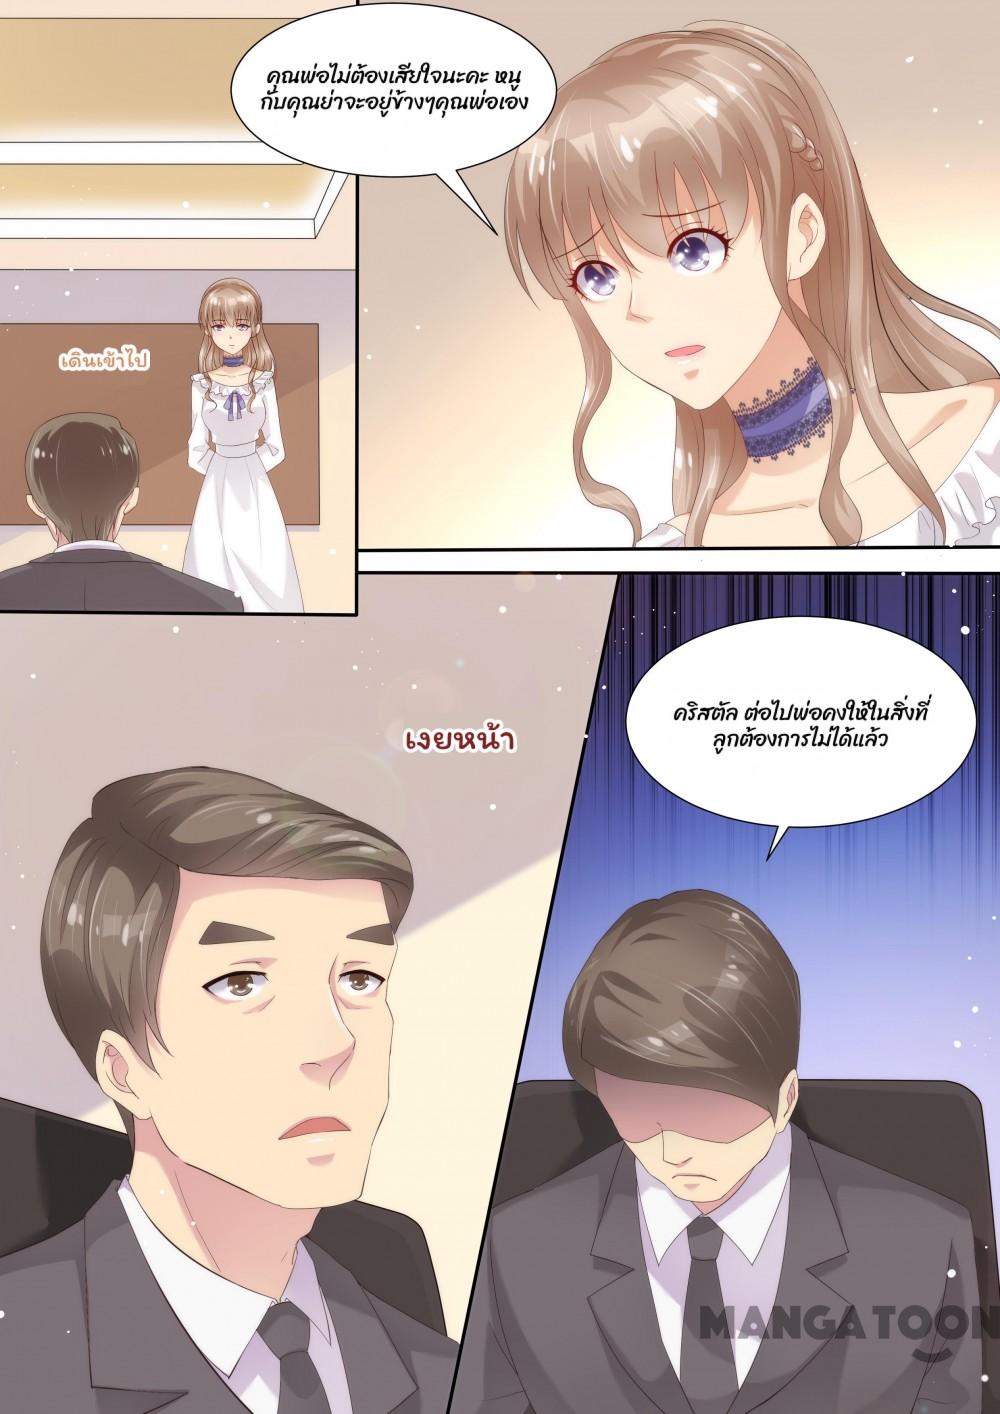 เดินเข้าไป
คุณพ่อไม่ต้องเสียใจนะคะ หนู
กับคุณย่าจะอยู่ข้างๆคุณพ่อเอง
เงยหน้า
คริสตัล ต่อไปพ่อคงให้ในสิ่งที่
ลูกต้องการไม่ได้แล้ว
MANGATOON